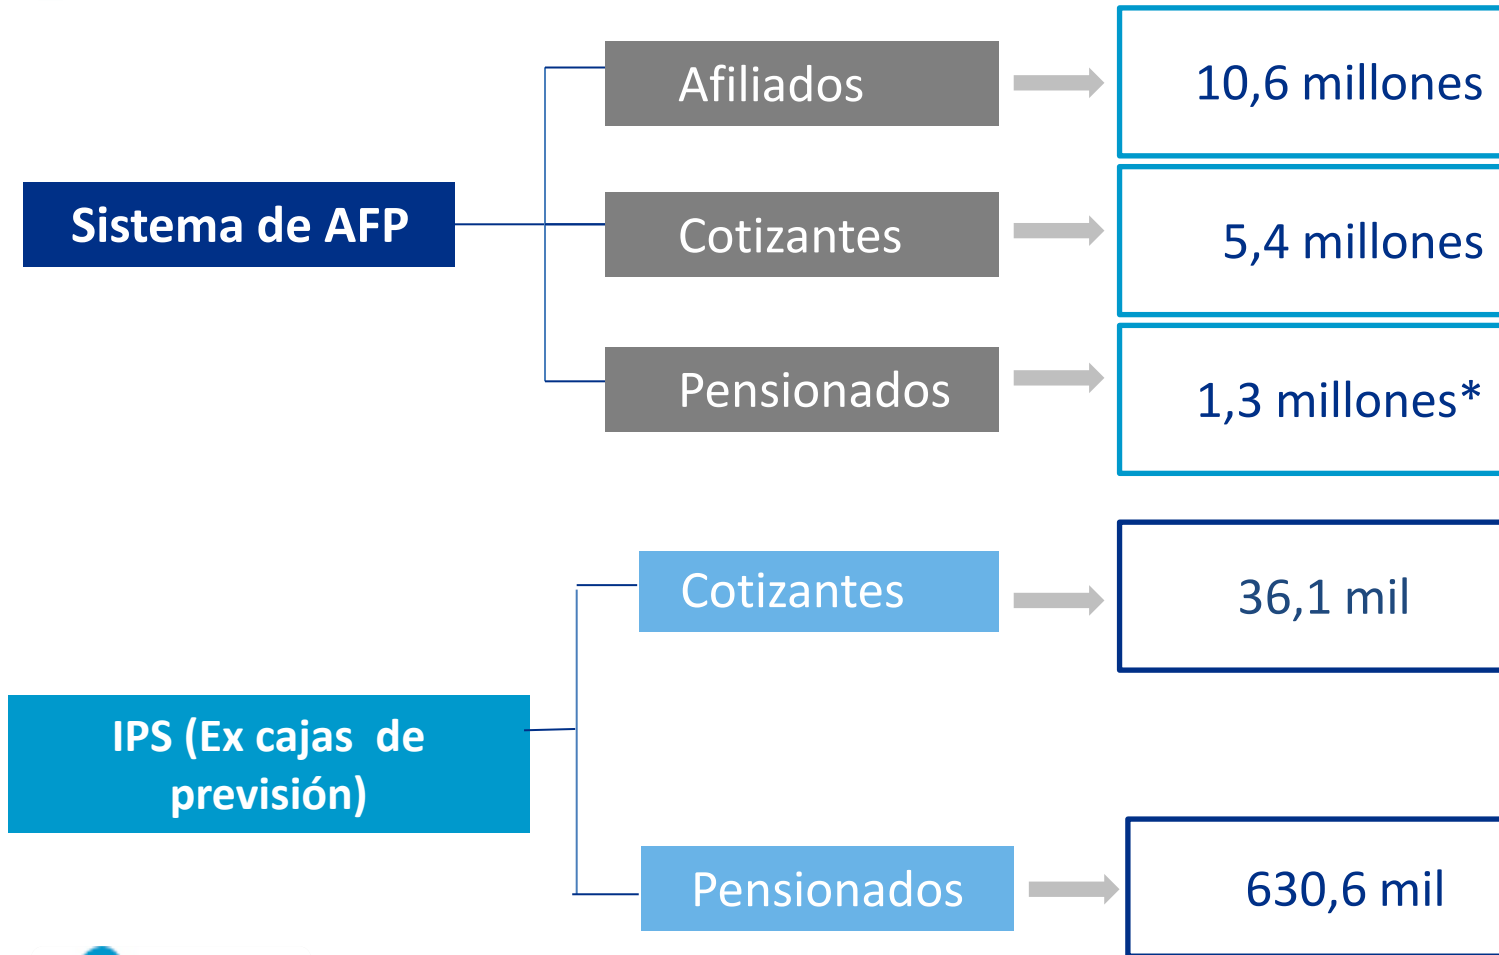 Sistema de AFP
Afiliados
10,6 millones
Cotizantes
5,4 millones
Pensionados
1,3 millones*
IPS (Ex cajas  de
previsión)
Cotizantes
36,1 mil
Pensionados
630,6 mil